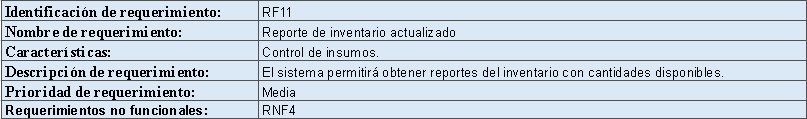 Identificación de requerimiento: RF11
Nombre de requerimiento: Reporte de inventario actualizado
Características: Control de insumos.
Descripción de requerimiento: El sistema permitirá obtener reportes del inventario con cantidades disponibles.
Prioridad de requerimiento: Media
Requerimientos no funcionales: RNF4